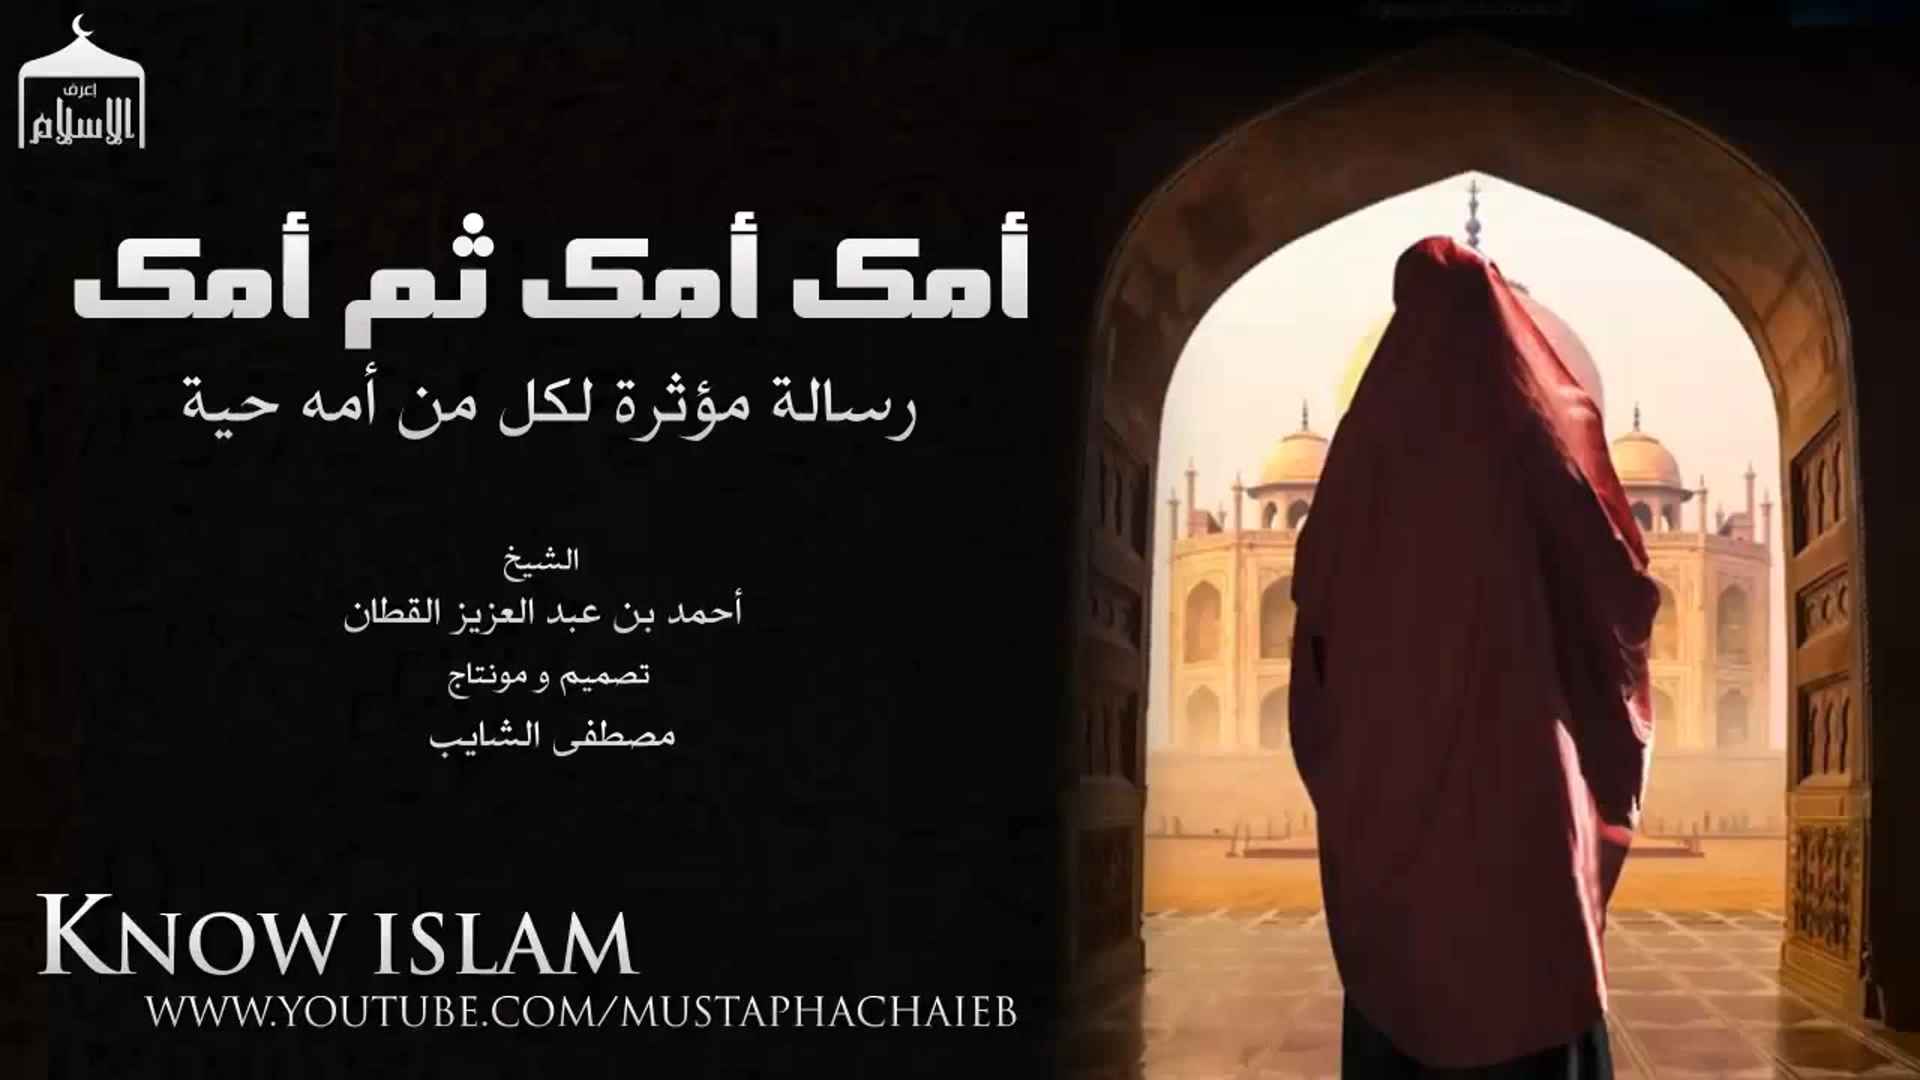 إعرف
الإسلام
أمك أمك ثم أمك
رسالة مؤثرة لكل من أمه حية
الشيخ
أحمد بن عبد العزيز القطان
تصميم و مونتاج
مصطفى الشايب
KNOW ISLAM
WWW.YOUTUBE.COM/MUSTAPHACHAIEB